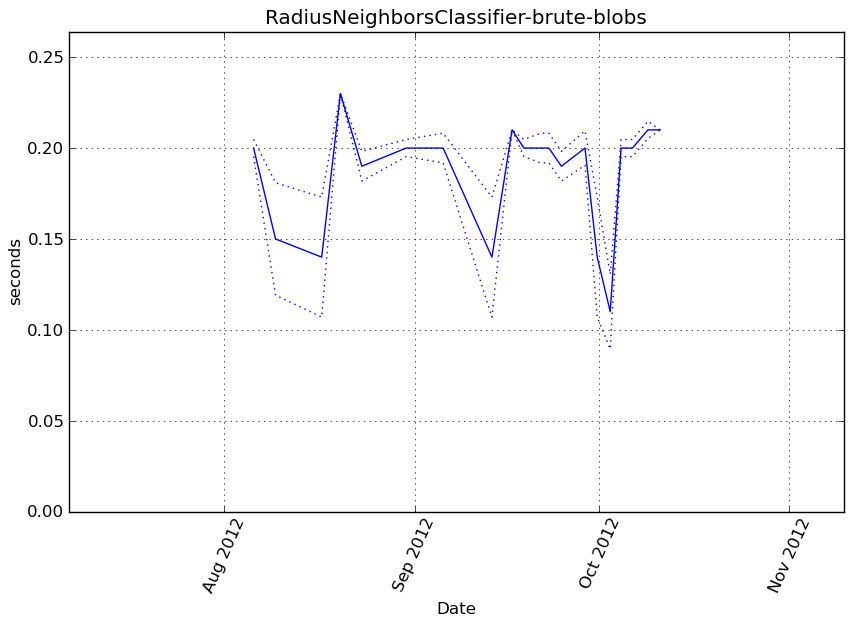 RadiusNeighborsClassifier-brute-blobs
0.25
0.20
0.15
0.10
0.05
0.00
seconds
Aug 2012
Sep 2012
Oct 2012
Nov 2012
Date